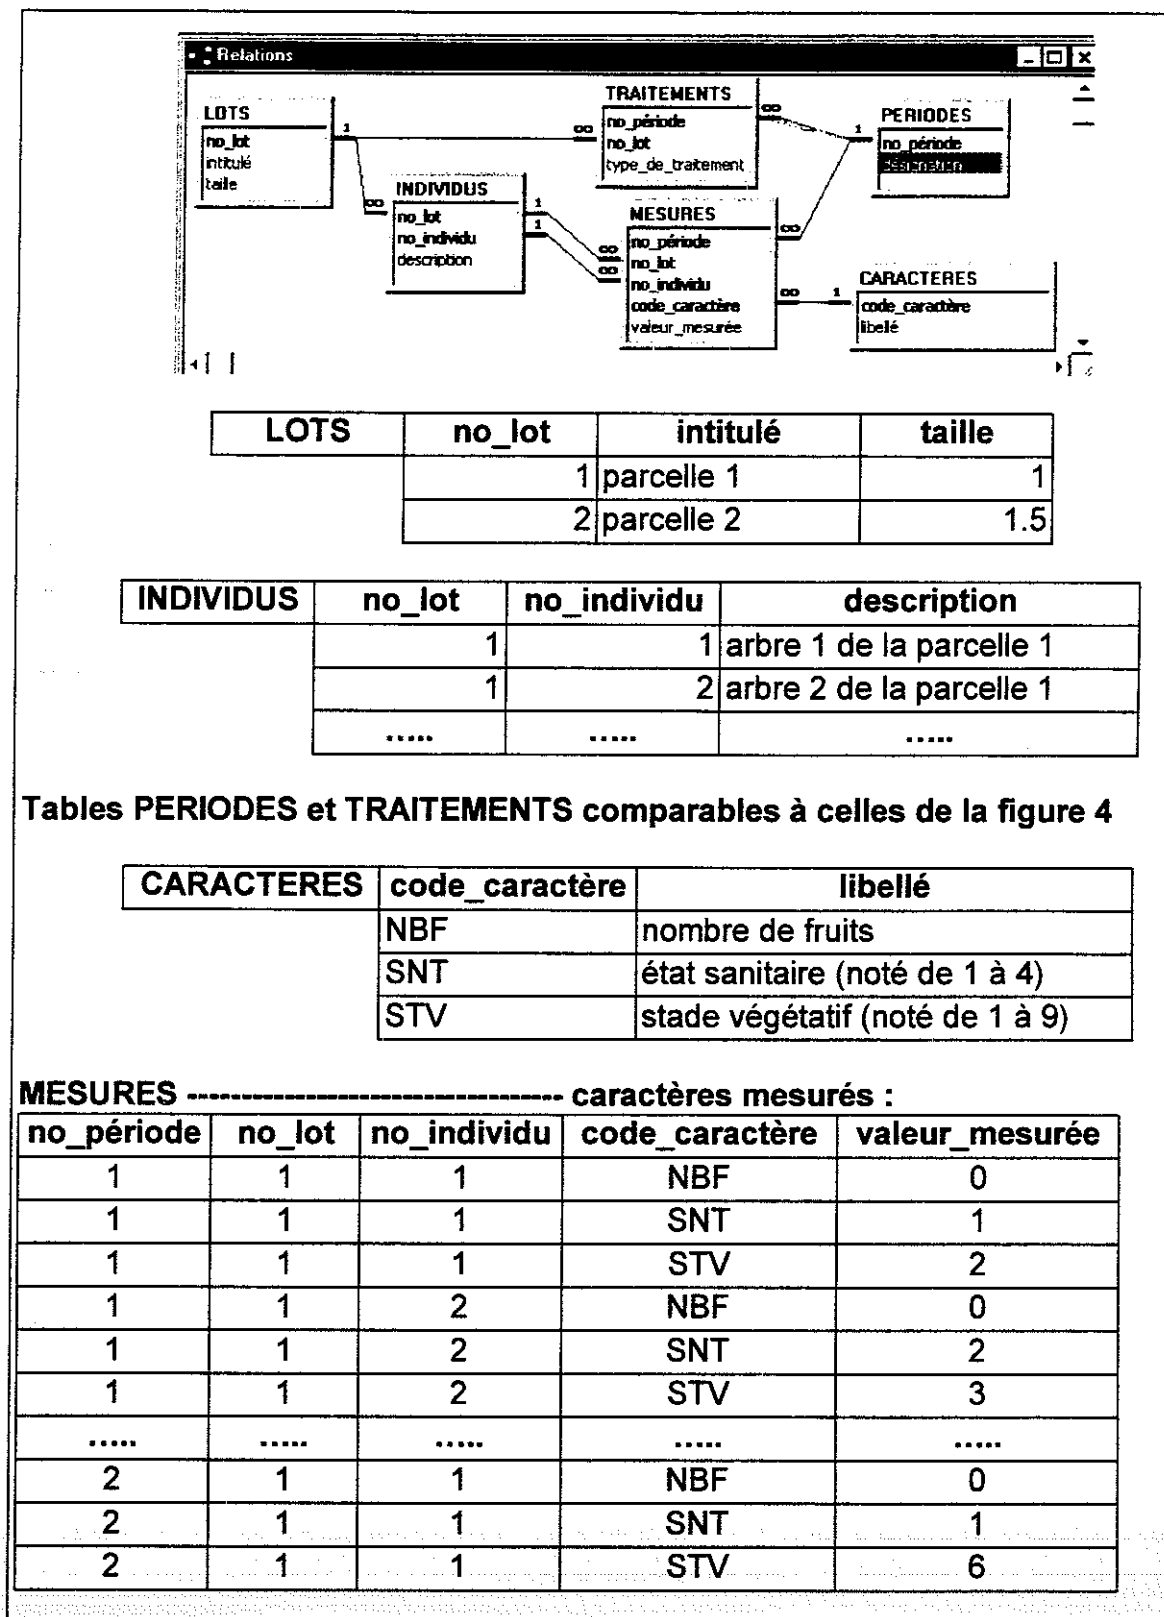 Relations
LOTS
no_lot
intitulé
taille
INDIVIDUS
no_lot
no_individu
description
TRAITEMENTS
no_période
no_lot
type_de_traitement
MESURES
no_période
no_lot
no_individu
code_caractère
valeur_mesurée
PERIODES
no_période
CARACTERES
code_caractère
libellé
1 ∞ ∞ 1
∞ 1 1 ∞ ∞ ∞
∞ 1
LOTS no_lot intitulé taille
1 parcelle 1 1
2 parcelle 2 1.5
INDIVIDUS no_lot no_individu description
1 1 arbre 1 de la parcelle 1
1 2 arbre 2 de la parcelle 1
..... ..... .....
Tables PERIODES et TRAITEMENTS comparables à celles de la figure 4
CARACTERES code_caractère libellé
NBF nombre de fruits
SNT état sanitaire (noté de 1 à 4)
STV stade végétatif (noté de 1 à 9)
MESURES ----------------------------------- caractères mesurés :
no_période no_lot no_individu code_caractère valeur_mesurée
1 1 1 NBF 0
1 1 1 SNT 1
1 1 1 STV 2
1 1 2 NBF 0
1 1 2 SNT 2
1 1 2 STV 3
..... ..... ..... ..... .....
2 1 1 NBF 0
2 1 1 SNT 1
2 1 1 STV 6